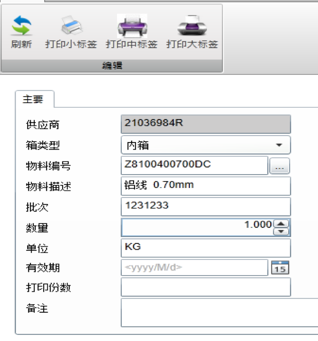 刷新 打印小标签 打印中标签 打印大标签
编辑
主要
供应商 21036984R
箱类型 内箱
物料编号 Z8100400700DC ...
物料描述 铝线 0.70mm
批次 1231233
数量 1.000
单位 KG
有效期 <yyyy/M/d> 15
打印份数
备注